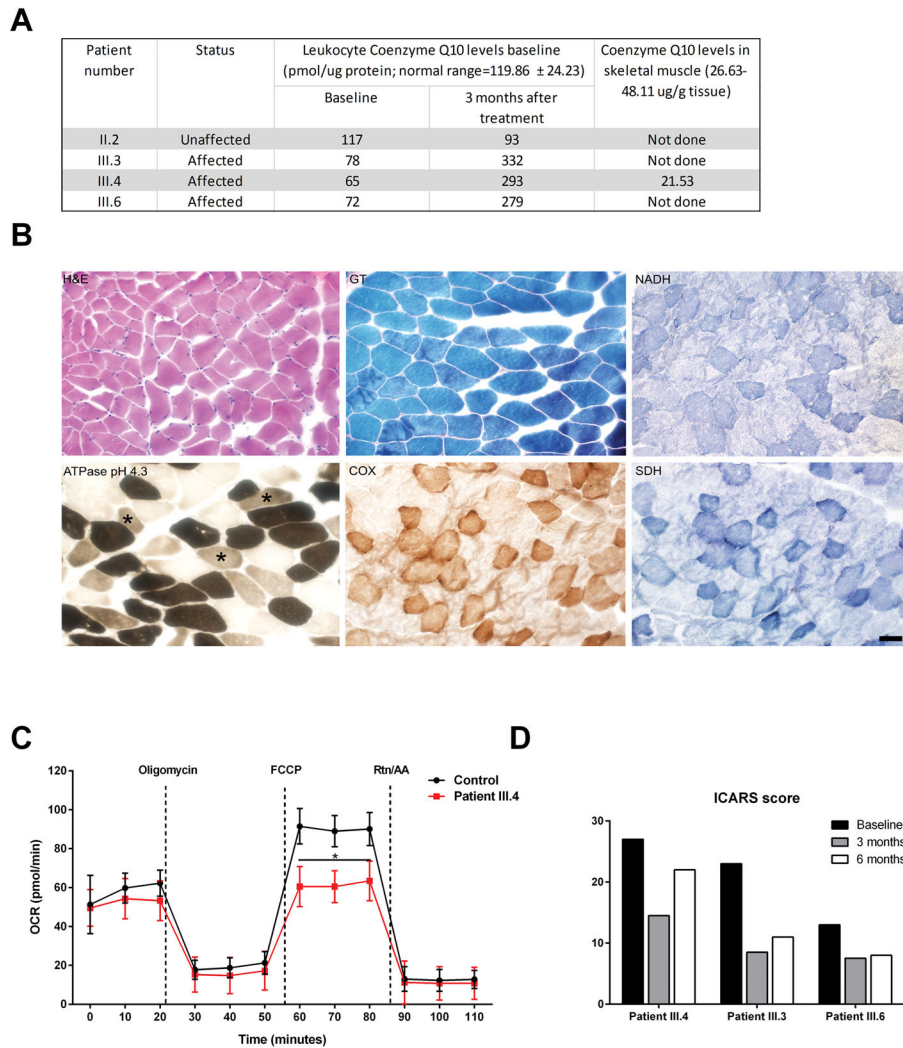 A
Patient number
Status
Leukocyte Coenzyme Q10 levels baseline (pmol/ug protein; normal range=119.86 ± 24.23)
Coenzyme Q10 levels in skeletal muscle (26.63-48.11 ug/g tissue)
Baseline
3 months after treatment
II.2 Unaffected 117 93 Not done
III.3 Affected 78 332 Not done
III.4 Affected 65 293 21.53
III.6 Affected 72 279 Not done
B
H&E
GT
NADH
ATPase pH 4.3
*
*
*
COX
SDH
C
Oligomycin
FCCP
Rtn/AA
Control
Patient III.4
*
OCR (pmol/min)
120
100
80
60
40
20
0
0 10 20 30 40 50 60 70 80 90 100 110
Time (minutes)
D
ICARS score
Baseline
3 months
6 months
30
20
10
0
Patient III.4 Patient III.3 Patient III.6